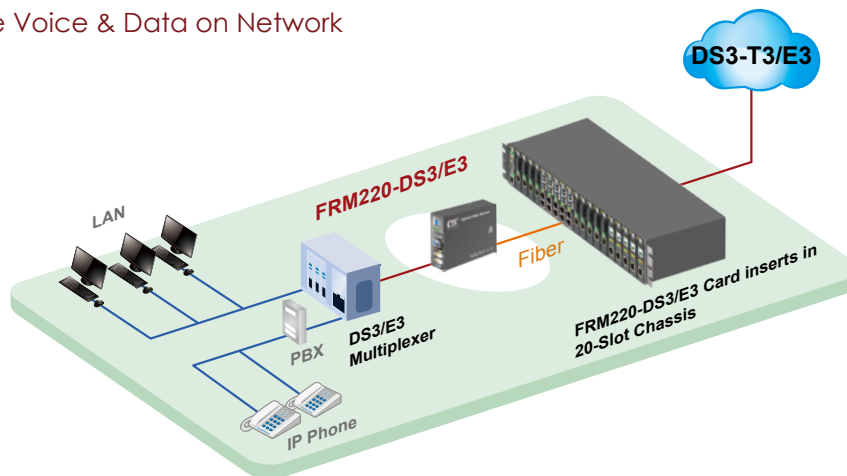 Voice & Data on Network
DS3-T3/E3
FRM220-DS3/E3
LAN
CTC
Fiber
FRM220-DS3/E3 Card inserts in
20-Slot Chassis
DS3/E3
Multiplexer
PBX
IP Phone